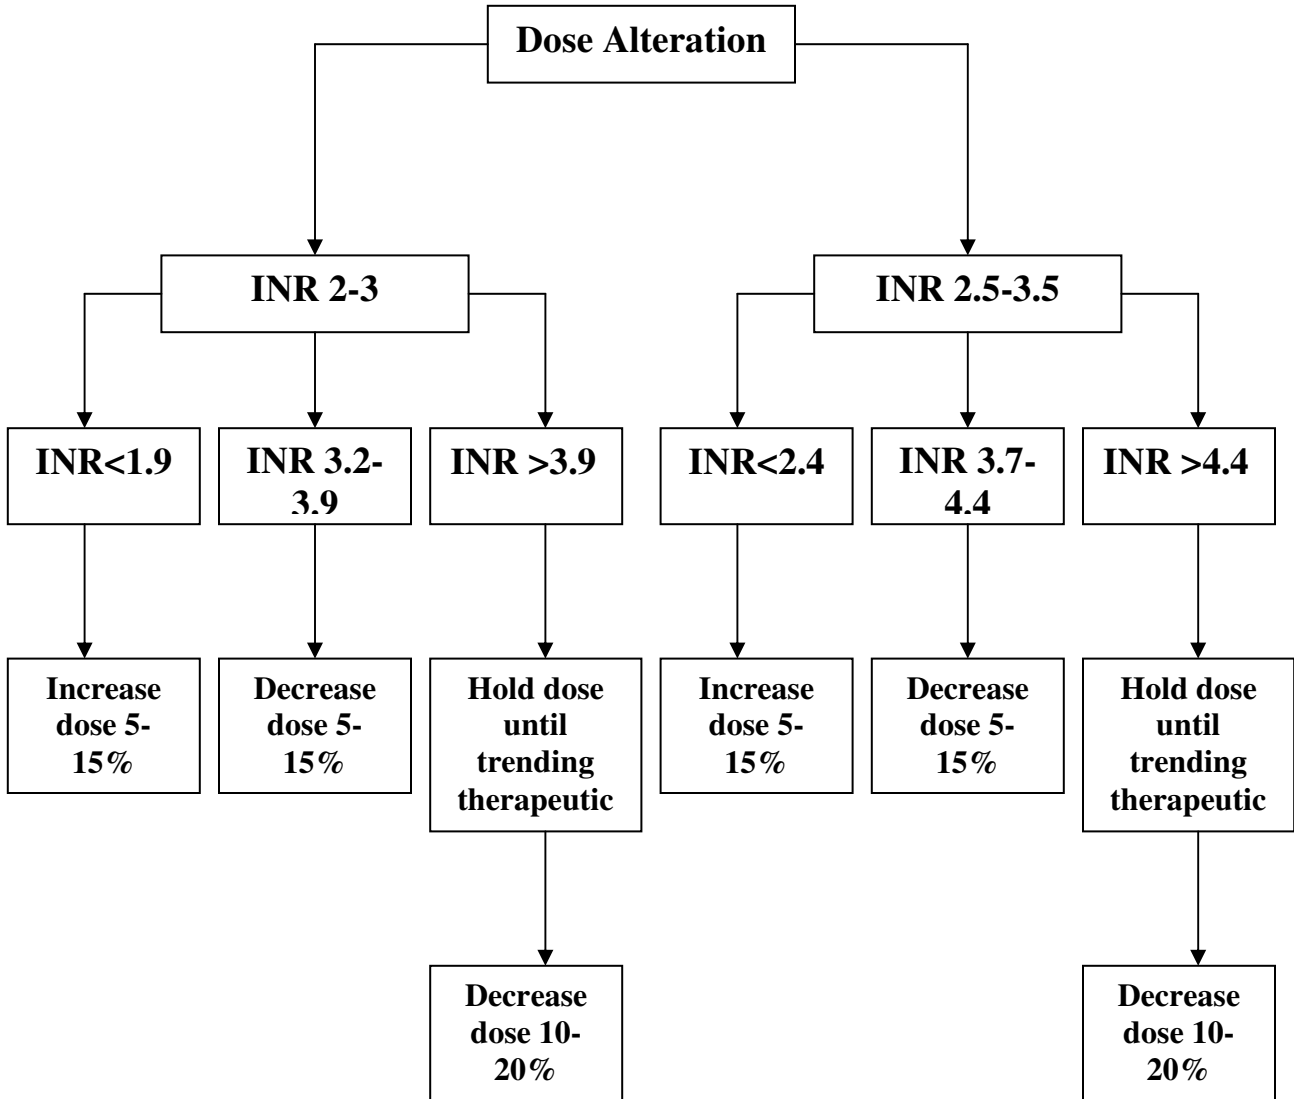 Dose Alteration
INR 2-3
INR 2.5-3.5
INR<1.9
INR 3.2-
3.9
INR >3.9
INR<2.4
INR 3.7-
4.4
INR >4.4
Increase
dose 5-
15%
Decrease
dose 5-
15%
Hold dose
until
trending
therapeutic
Increase
dose 5-
15%
Decrease
dose 5-
15%
Hold dose
until
trending
therapeutic
Decrease
dose 10-
20%
Decrease
dose 10-
20%